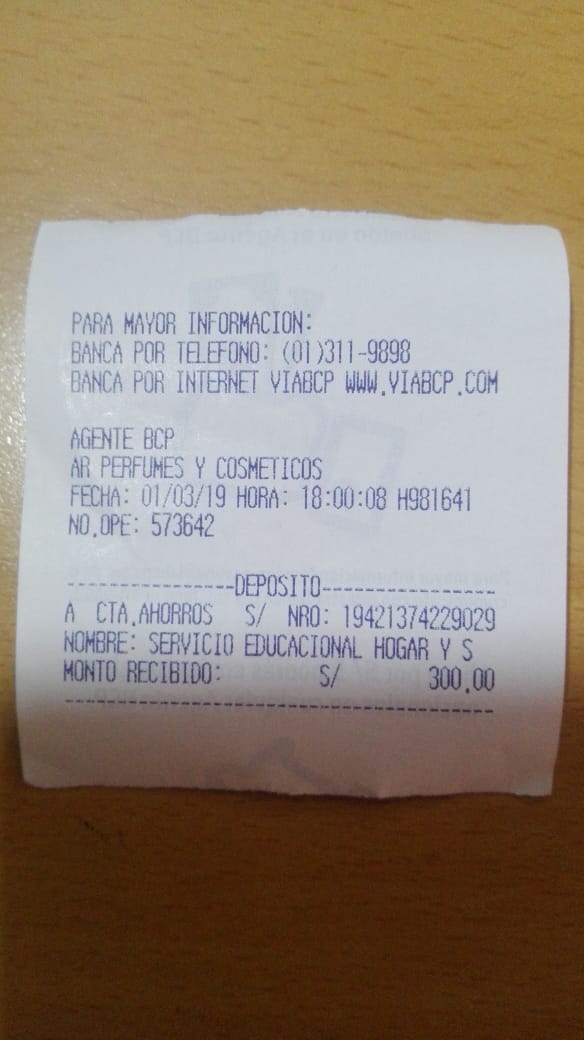 PARA MAYOR INFORMACION:
BANCA POR TELEFONO: (01)311-9898
BANCA POR INTERNET VIABCP WWW.VIABCP.COM
AGENTE BCP
AR PERFUMES Y COSMETICOS
FECHA: 01/03/19 HORA: 18:00:08 H981641
NO.OPE: 573642
----------------DEPOSITO-----------------
A CTA.AHORROS S/ NRO: 19421374229029
NOMBRE: SERVICIO EDUCACIONAL HOGAR Y S
MONTO RECIBIDO: S/ 300.00